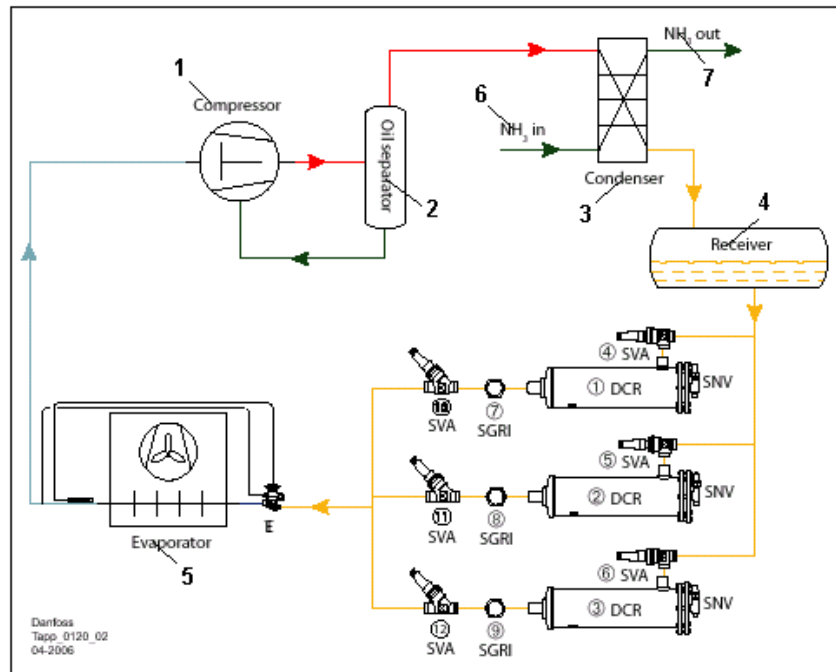 1
Compressor
Oil separator
2
6
NH₃ in
NH₃ out
7
Condenser
3
4
Receiver
④ SVA
① DCR
SNV
⑩
SVA
⑦
SGRI
⑤ SVA
② DCR
SNV
⑪
SVA
⑧
SGRI
⑥ SVA
③ DCR
SNV
⑫
SVA
⑨
SGRI
E
Evaporator
5
Danfoss
Tapp_0120_02
04-2006